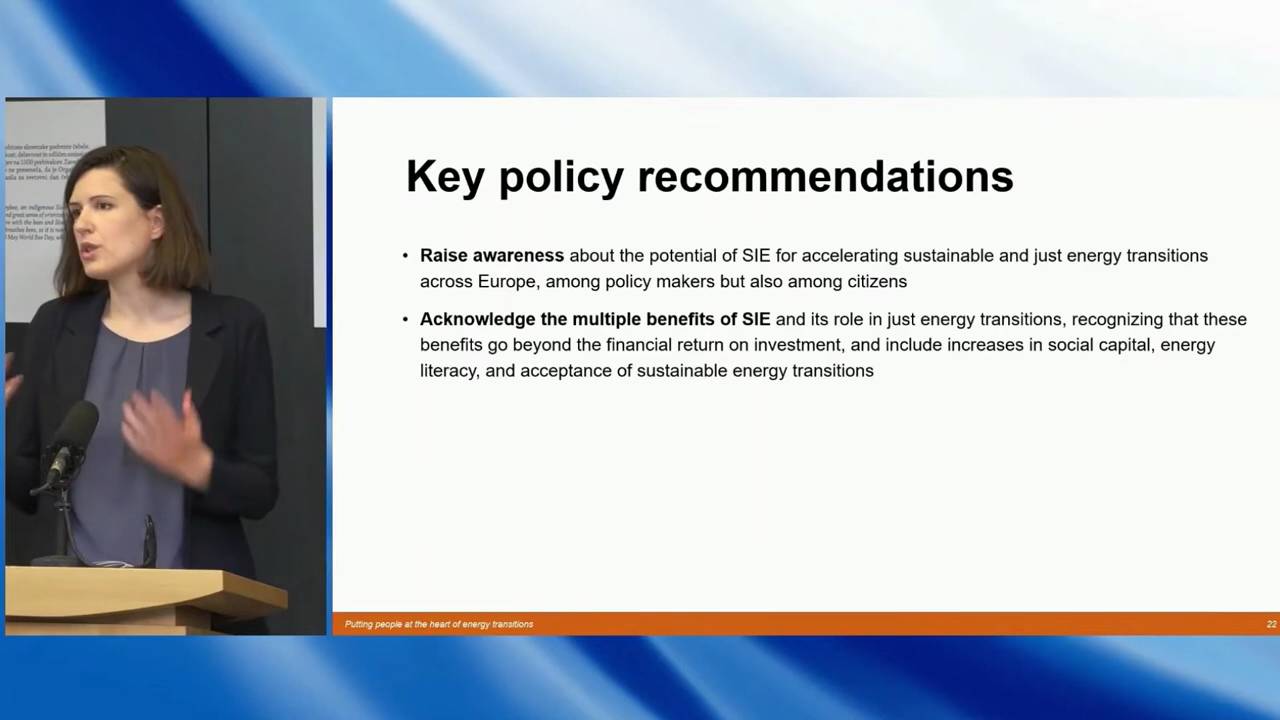 Key policy recommendations
• Raise awareness about the potential of SIE for accelerating sustainable and just energy transitions
across Europe, among policy makers but also among citizens
• Acknowledge the multiple benefits of SIE and its role in just energy transitions, recognizing that these
benefits go beyond the financial return on investment, and include increases in social capital, energy
literacy, and acceptance of sustainable energy transitions
Putting people at the heart of energy transitions
22